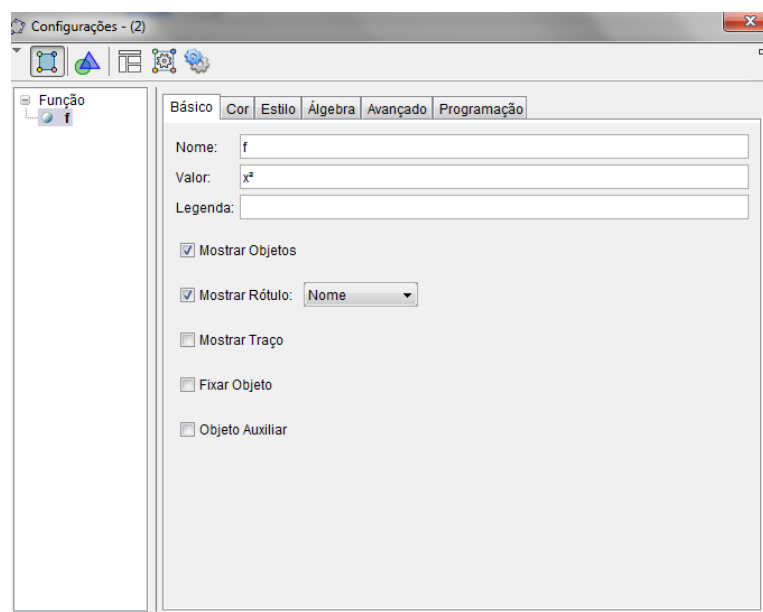 Configurações - (2)
Função
f
Básico Cor Estilo Álgebra Avançado Programação
Nome: f
Valor: x²
Legenda:
Mostrar Objetos
Mostrar Rótulo: Nome
Mostrar Traço
Fixar Objeto
Objeto Auxiliar